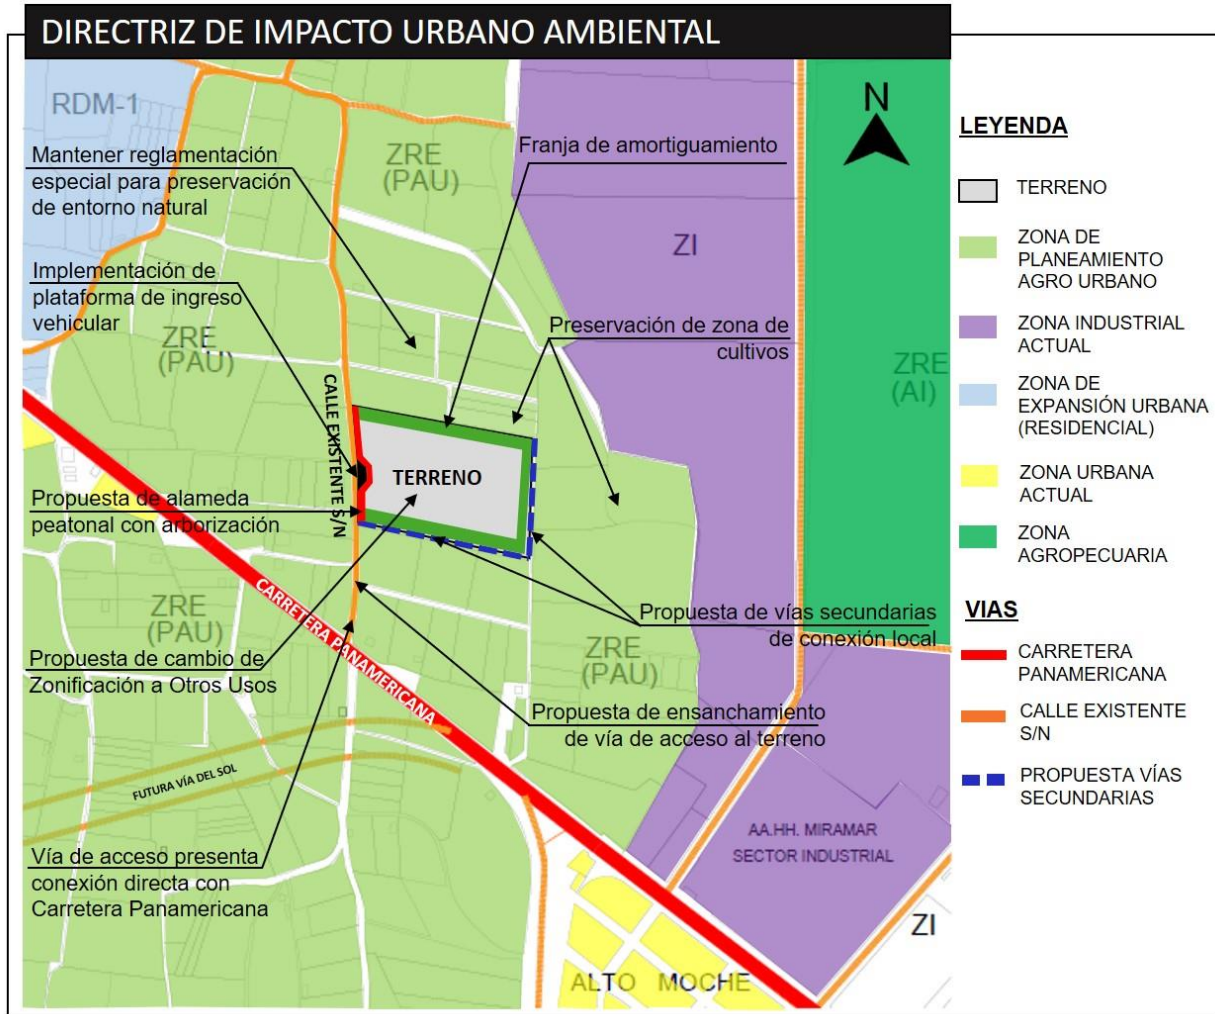 DIRECTRIZ DE IMPACTO URBANO AMBIENTAL
RDM-1
Mantener reglamentación
especial para preservación
de entorno natural
ZRE
(PAU)
Franja de amortiguamiento
N
ZI
Implementación de
plataforma de ingreso
vehicular
ZRE
(PAU)
Preservación de zona de
cultivos
ZRE
(AI)
CALLE EXISTENTE S/N
TERRENO
Propuesta de alameda
peatonal con arborización
CARRETERA PANAMERICANA
ZRE
(PAU)
Propuesta de vías secundarias
de conexión local
ZRE
(PAU)
Propuesta de cambio de
Zonificación a Otros Usos
Propuesta de ensanchamiento
de vía de acceso al terreno
FUTURA VÍA DEL SOL
Vía de acceso presenta
conexión directa con
Carretera Panamericana
AA.HH. MIRAMAR
SECTOR INDUSTRIAL
ZI
ALTO MOCHE
LEYENDA
TERRENO
ZONA DE
PLANEAMIENTO
AGRO URBANO
ZONA INDUSTRIAL
ACTUAL
ZONA DE
EXPANSIÓN URBANA
(RESIDENCIAL)
ZONA URBANA
ACTUAL
ZONA
AGROPECUARIA
VIAS
CARRETERA
PANAMERICANA
CALLE EXISTENTE
S/N
PROPUESTA VÍAS
SECUNDARIAS